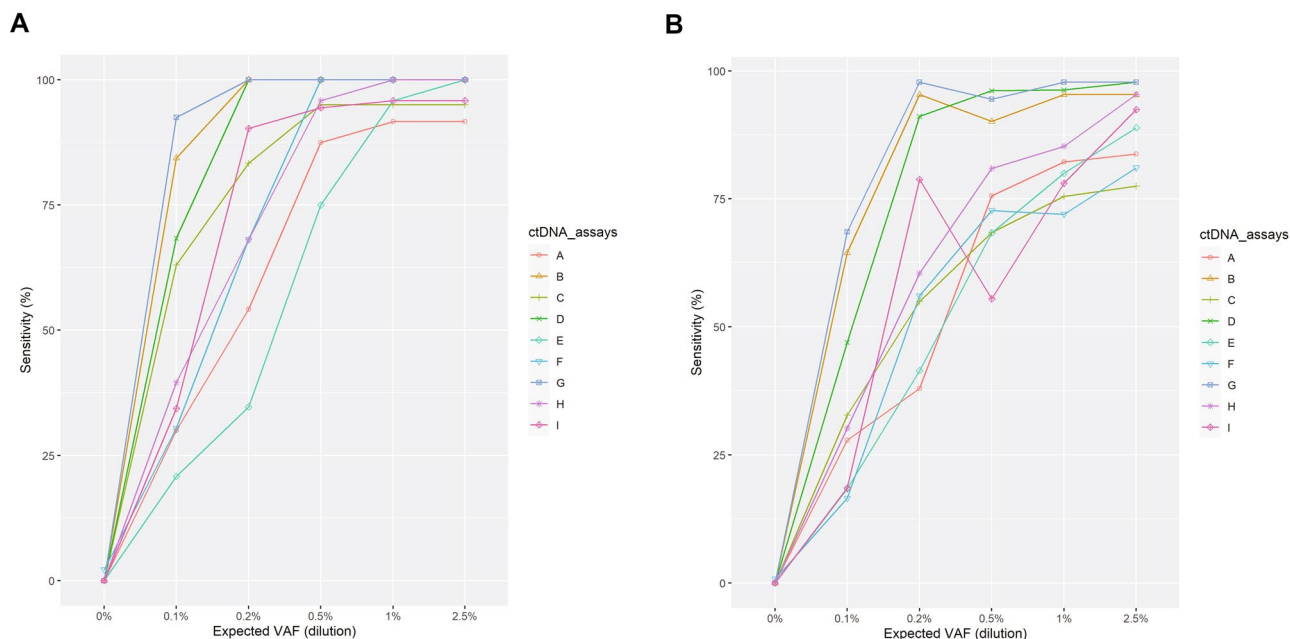 A
B
100
75
50
25
0
Sensitivity (%)
0%
0.1%
0.2%
0.5%
1%
2.5%
Expected VAF (dilution)
ctDNA_assays
A
B
C
D
E
F
G
H
I
100
75
50
25
0
Sensitivity (%)
0%
0.1%
0.2%
0.5%
1%
2.5%
Expected VAF (dilution)
ctDNA_assays
A
B
C
D
E
F
G
H
I